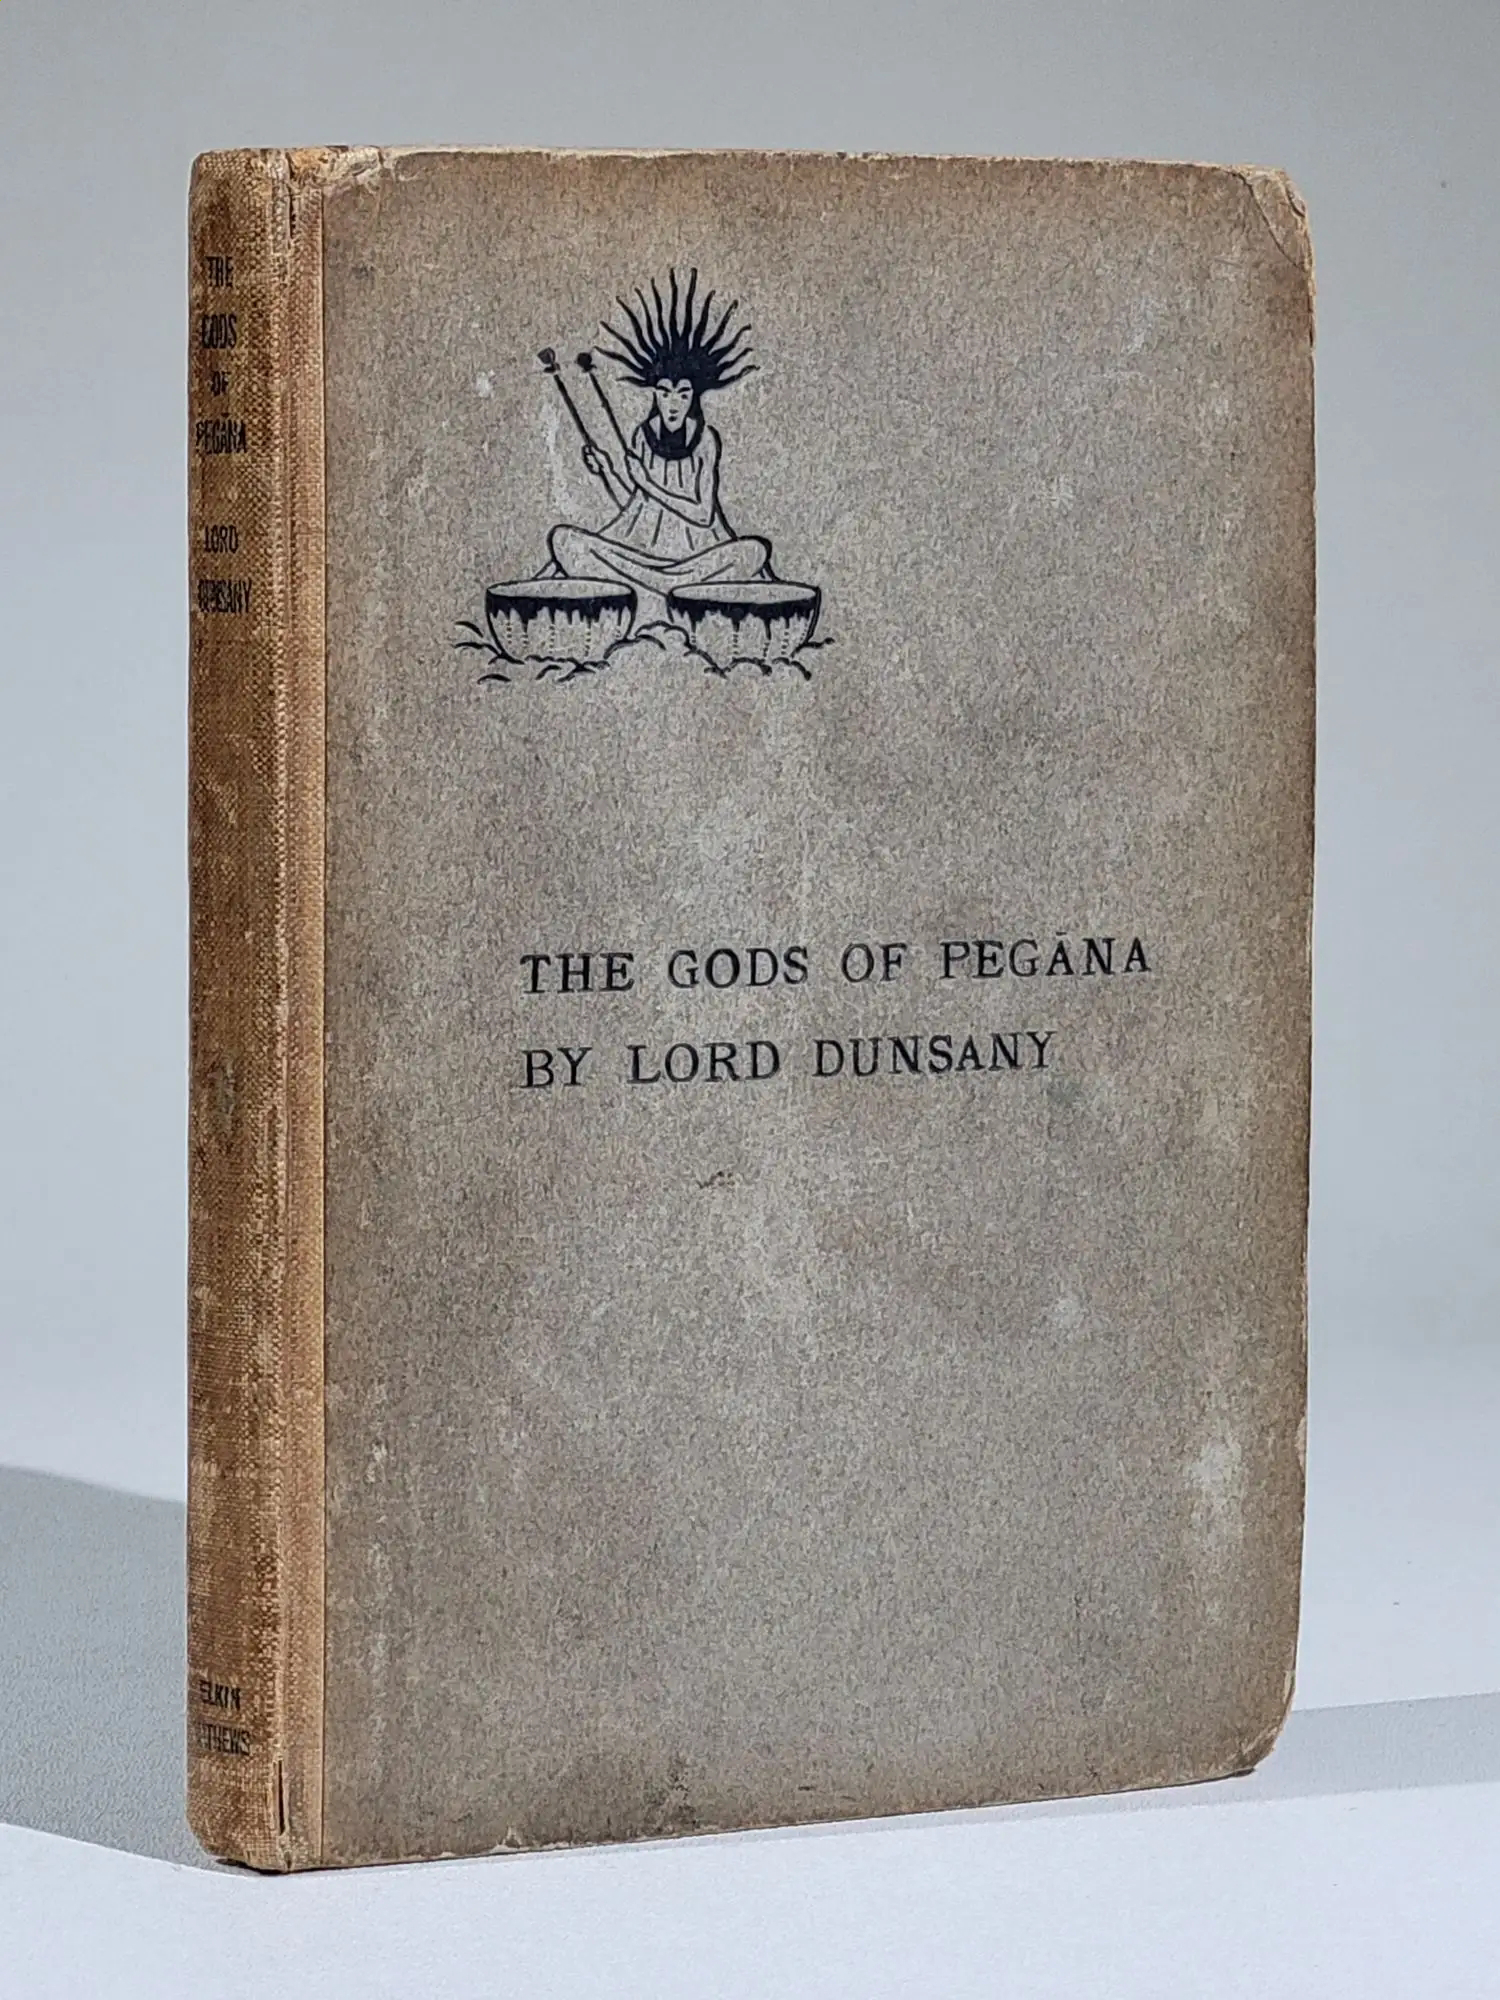 THE
GODS
OF
PEGĀNA
LORD
DUNSANY
ELKIN
MATHEWS
THE GODS OF PEGĀNA
BY LORD DUNSANY